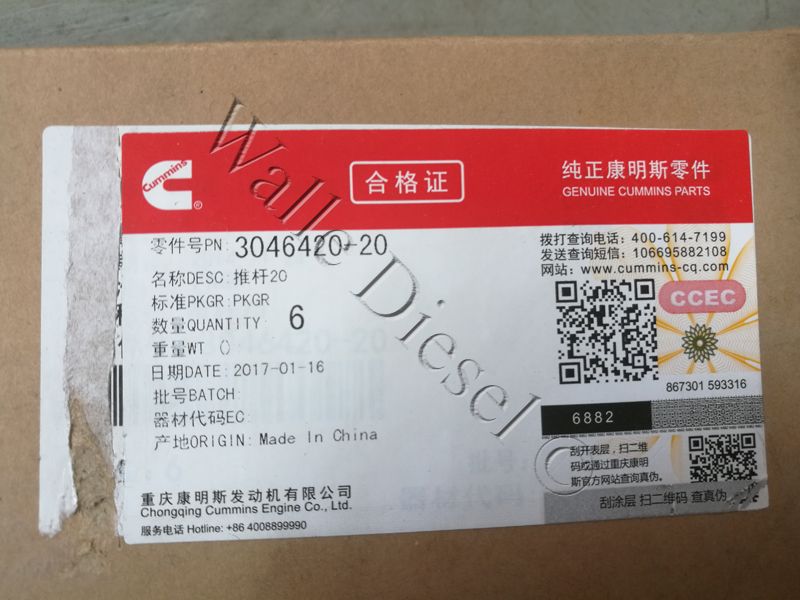 Cummins
®
合格证
纯正康明斯零件
GENUINE CUMMINS PARTS
零件号PN: 3046420-20
名称DESC: 推杆20
标准PKGR: PKGR
数量QUANTITY: 6
重量WT ()
日期DATE: 2017-01-16
批号BATCH:
器材代码EC:
产地ORIGIN: Made In China
重庆康明斯发动机有限公司
Chongqing Cummins Engine Co., Ltd.
服务电话 Hotline: +86 4008899990
拨打查询电话: 400-614-7199
发送查询短信: 106695882108
网站: www.cummins-cq.com
CCEC
867301 593316
6882
刮开表层, 扫二维
码或通过重庆康明
斯官方网站查询真伪。
刮涂层 扫二维码 查真伪
Walle Diesel